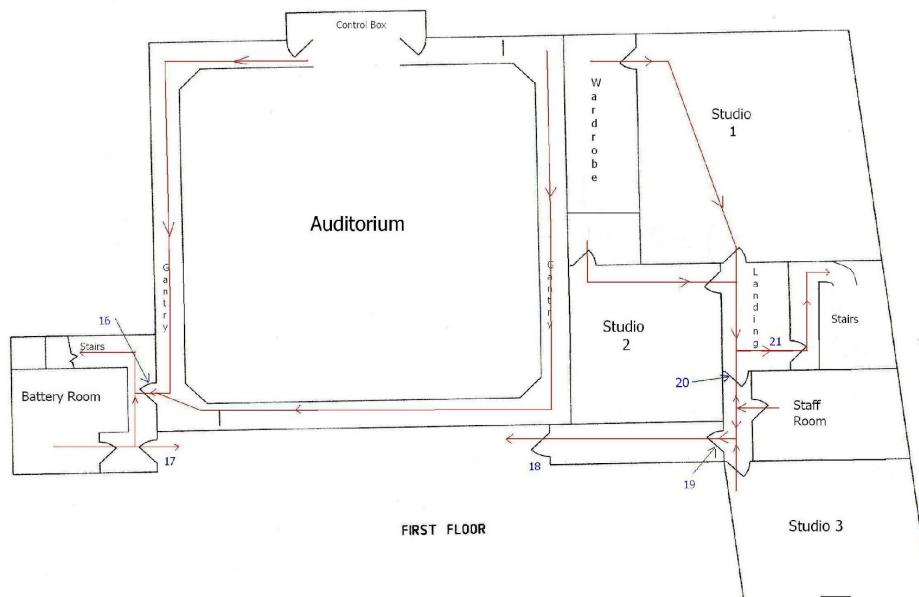 Control Box
Wardrobe
Studio
1
Auditorium
Gantry
Gantry
Landing
16
Stairs
Studio
2
Stairs
21
20
Battery Room
Staff
Room
17
18
19
FIRST FLOOR
Studio 3